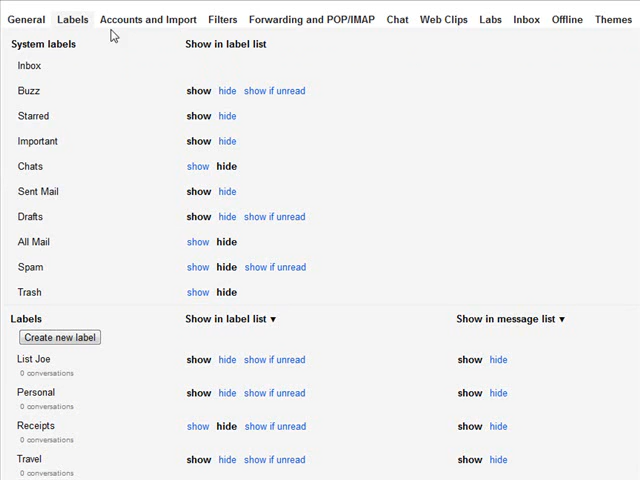 General Labels Accounts and Import Filters Forwarding and POP/IMAP Chat Web Clips Labs Inbox Offline Themes
System labels Show in label list
Inbox
Buzz show hide show if unread
Starred show hide
Important show hide
Chats show hide
Sent Mail show hide
Drafts show hide show if unread
All Mail show hide
Spam show hide show if unread
Trash show hide
Labels Show in label list ▼ Show in message list ▼
Create new label
List Joe show hide show if unread show hide
0 conversations
Personal show hide show if unread show hide
0 conversations
Receipts show hide show if unread show hide
0 conversations
Travel show hide show if unread show hide
0 conversations